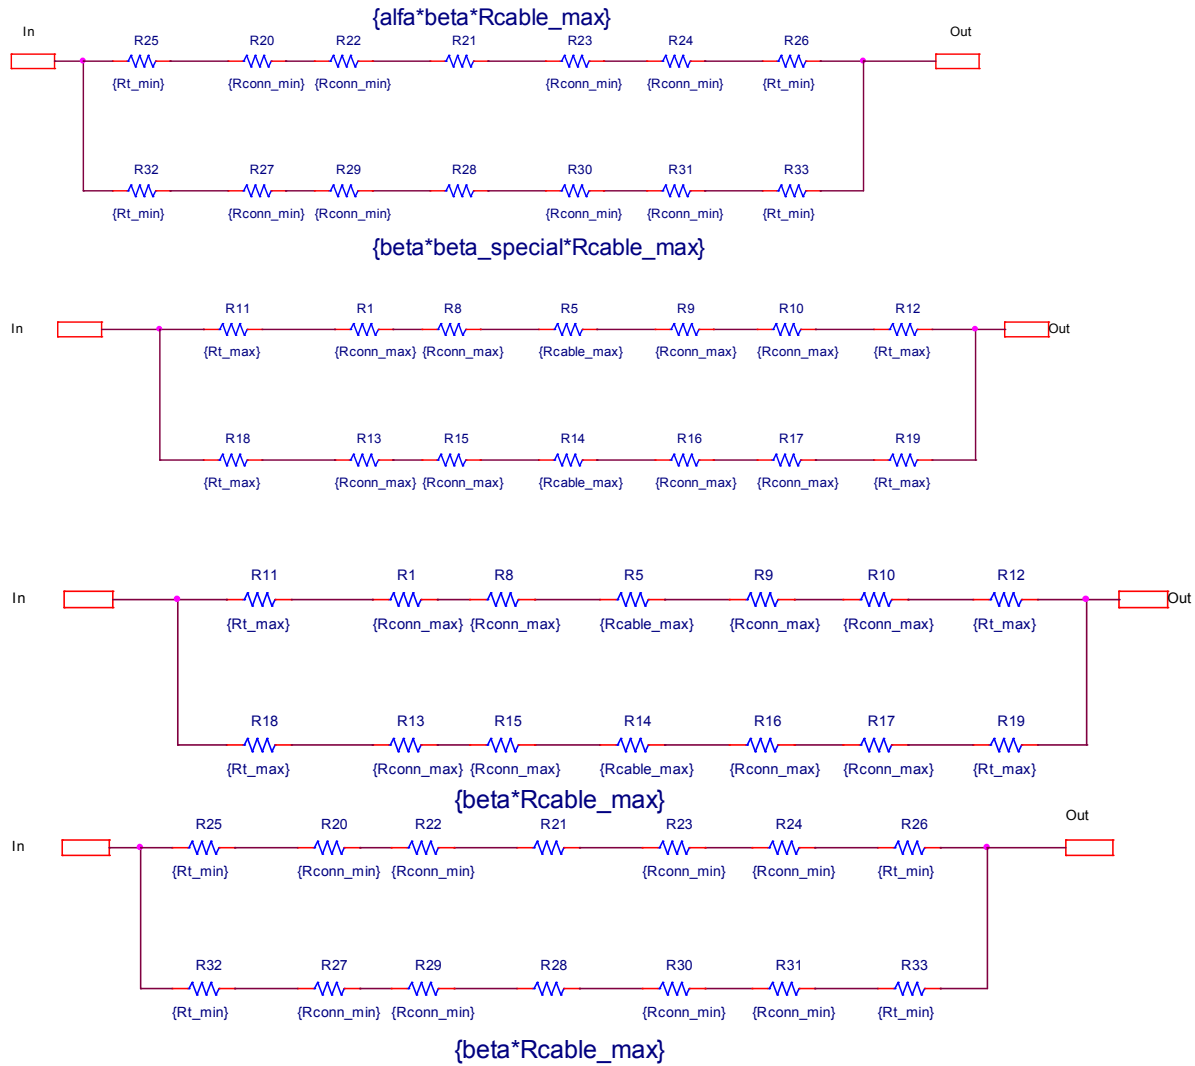 {alfa*beta*Rcable_max}
In Out
R25 R20 R22 R21 R23 R24 R26
{Rt_min} {Rconn_min} {Rconn_min} {Rconn_min} {Rconn_min} {Rt_min}
R32 R27 R29 R28 R30 R31 R33
{Rt_min} {Rconn_min} {Rconn_min} {Rconn_min} {Rconn_min} {Rt_min}
{beta*beta_special*Rcable_max}
R11 R1 R8 R5 R9 R10 R12
In Out
{Rt_max} {Rconn_max} {Rconn_max} {Rcable_max} {Rconn_max} {Rconn_max} {Rt_max}
R18 R13 R15 R14 R16 R17 R19
{Rt_max} {Rconn_max} {Rconn_max} {Rcable_max} {Rconn_max} {Rconn_max} {Rt_max}
R11 R1 R8 R5 R9 R10 R12
In Out
{Rt_max} {Rconn_max} {Rconn_max} {Rcable_max} {Rconn_max} {Rconn_max} {Rt_max}
R18 R13 R15 R14 R16 R17 R19
{Rt_max} {Rconn_max} {Rconn_max} {Rcable_max} {Rconn_max} {Rconn_max} {Rt_max}
{beta*Rcable_max}
Out
R25 R20 R22 R21 R23 R24 R26
In
{Rt_min} {Rconn_min} {Rconn_min} {Rconn_min} {Rconn_min} {Rt_min}
R32 R27 R29 R28 R30 R31 R33
{Rt_min} {Rconn_min} {Rconn_min} {Rconn_min} {Rconn_min} {Rt_min}
{beta*Rcable_max}